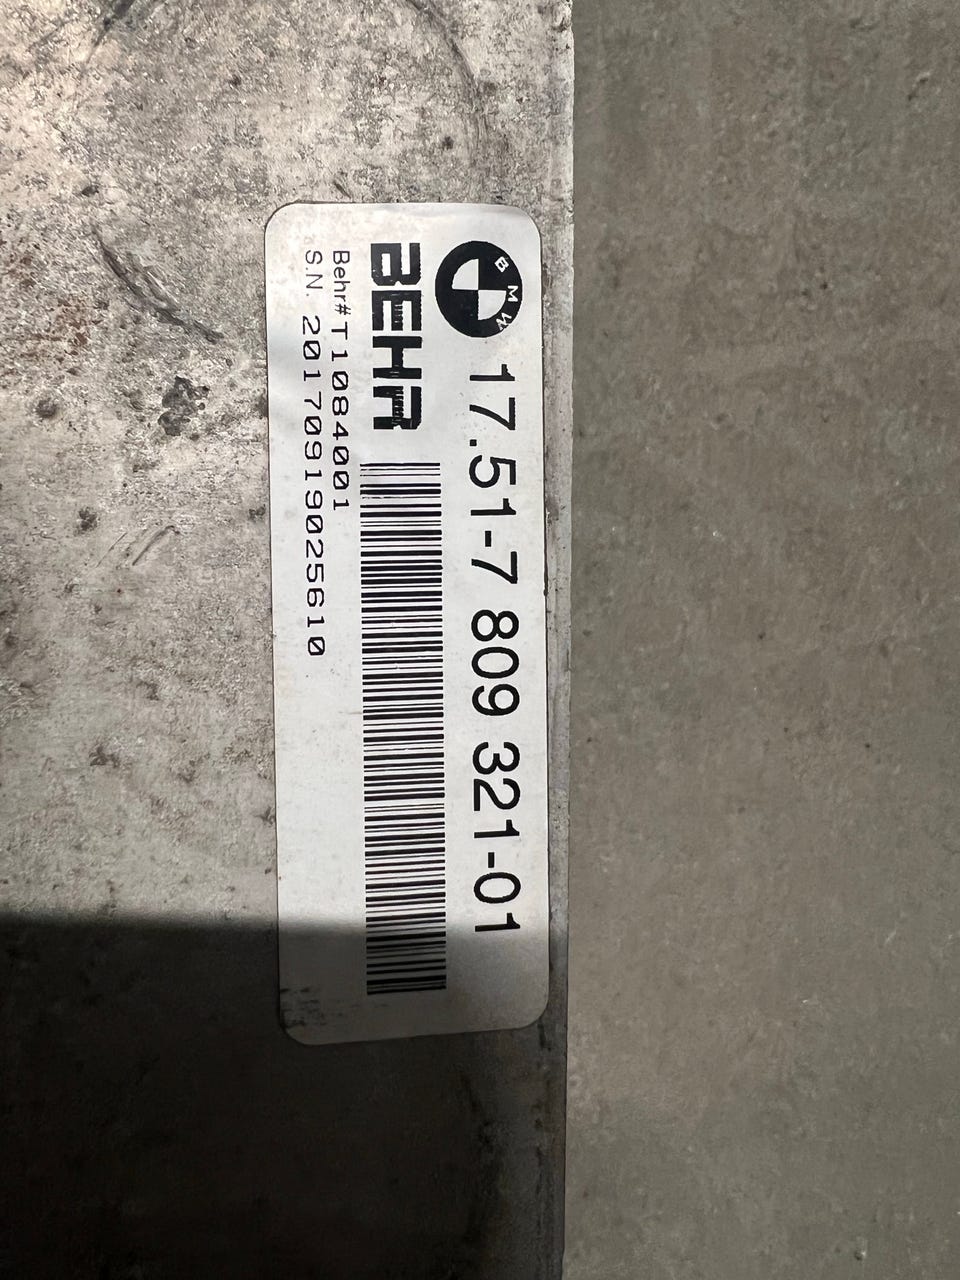 BMW
17.51-7 809 321-01
BEHR
Behr# T1084001
S.N. 20170919025610